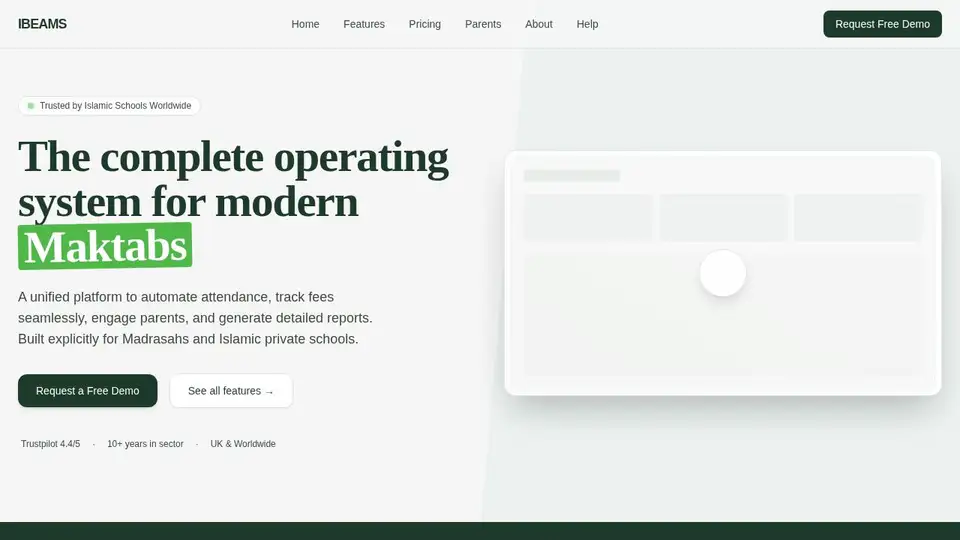 IBEAMS
Home Features Pricing Parents About Help
Request Free Demo
Trusted by Islamic Schools Worldwide
The complete operating
system for modern
Maktabs
A unified platform to automate attendance, track fees
seamlessly, engage parents, and generate detailed reports.
Built explicitly for Madrasahs and Islamic private schools.
Request a Free Demo
See all features →
Trustpilot 4.4/5 · 10+ years in sector · UK & Worldwide